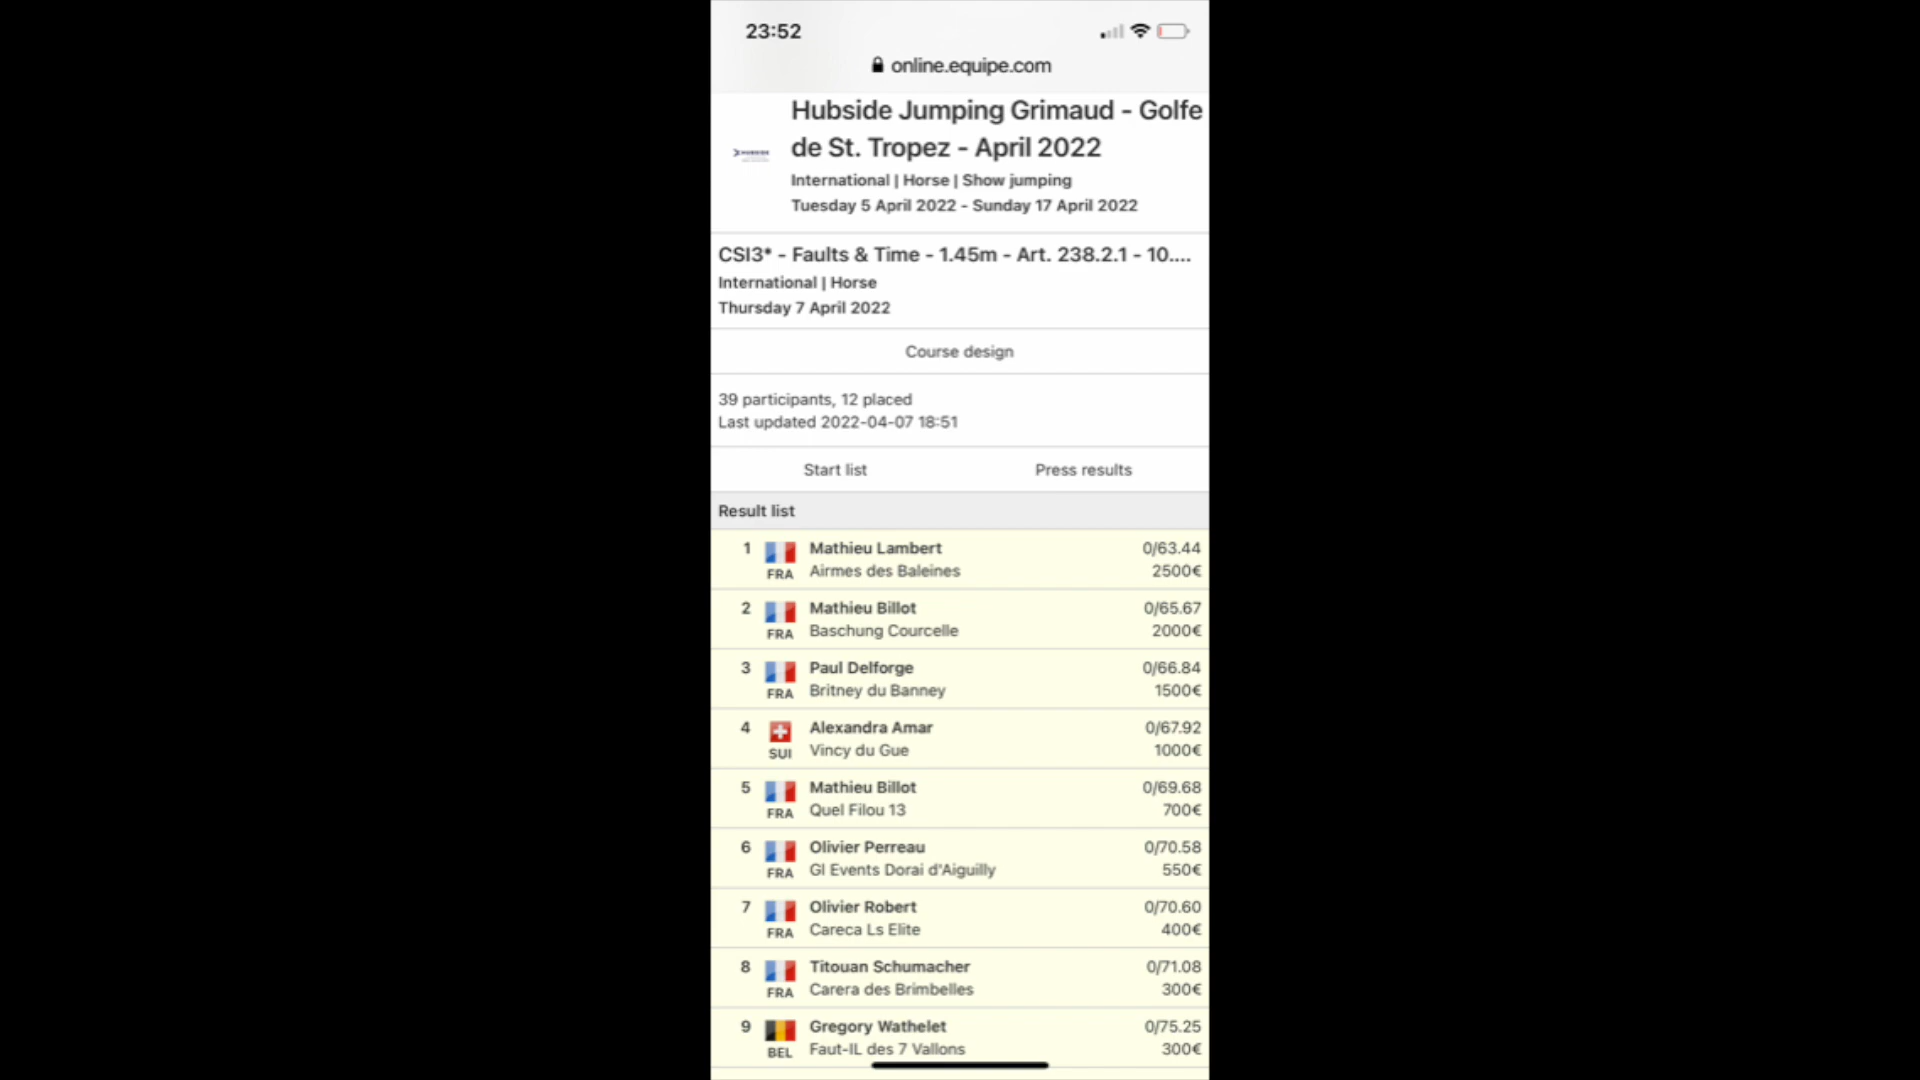 23:52
online.equipe.com
Hubside Jumping Grimaud - Golfe
de St. Tropez - April 2022
International | Horse | Show jumping
Tuesday 5 April 2022 - Sunday 17 April 2022
CSI3* - Faults & Time - 1.45m - Art. 238.2.1 - 10....
International | Horse
Thursday 7 April 2022
Course design
39 participants, 12 placed
Last updated 2022-04-07 18:51
Start list Press results
Result list
1 Mathieu Lambert 0/63.44
FRA Airmes des Baleines 2500€
2 Mathieu Billot 0/65.67
FRA Baschung Courcelle 2000€
3 Paul Delforge 0/66.84
FRA Britney du Banney 1500€
4 Alexandra Amar 0/67.92
SUI Vincy du Gue 1000€
5 Mathieu Billot 0/69.68
FRA Quel Filou 13 700€
6 Olivier Perreau 0/70.58
FRA Gl Events Dorai d'Aiguilly 550€
7 Olivier Robert 0/70.60
FRA Careca Ls Elite 400€
8 Titouan Schumacher 0/71.08
FRA Carera des Brimbelles 300€
9 Gregory Wathelet 0/75.25
BEL Faut-IL des 7 Vallons 300€